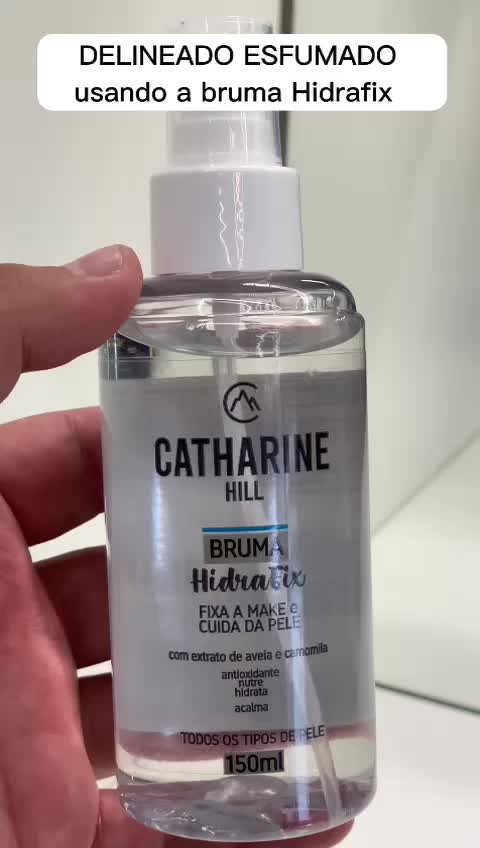 DELINEADO ESFUMADO
usando a bruma Hidrafix
CATHARINE
HILL
BRUMA
HidraFix
FIXA A MAKE e
CUIDA DA PELE
com extrato de aveia e camomila
antioxidante
nutre
hidrata
acalma
TODOS OS TIPOS DE PELE
150ml